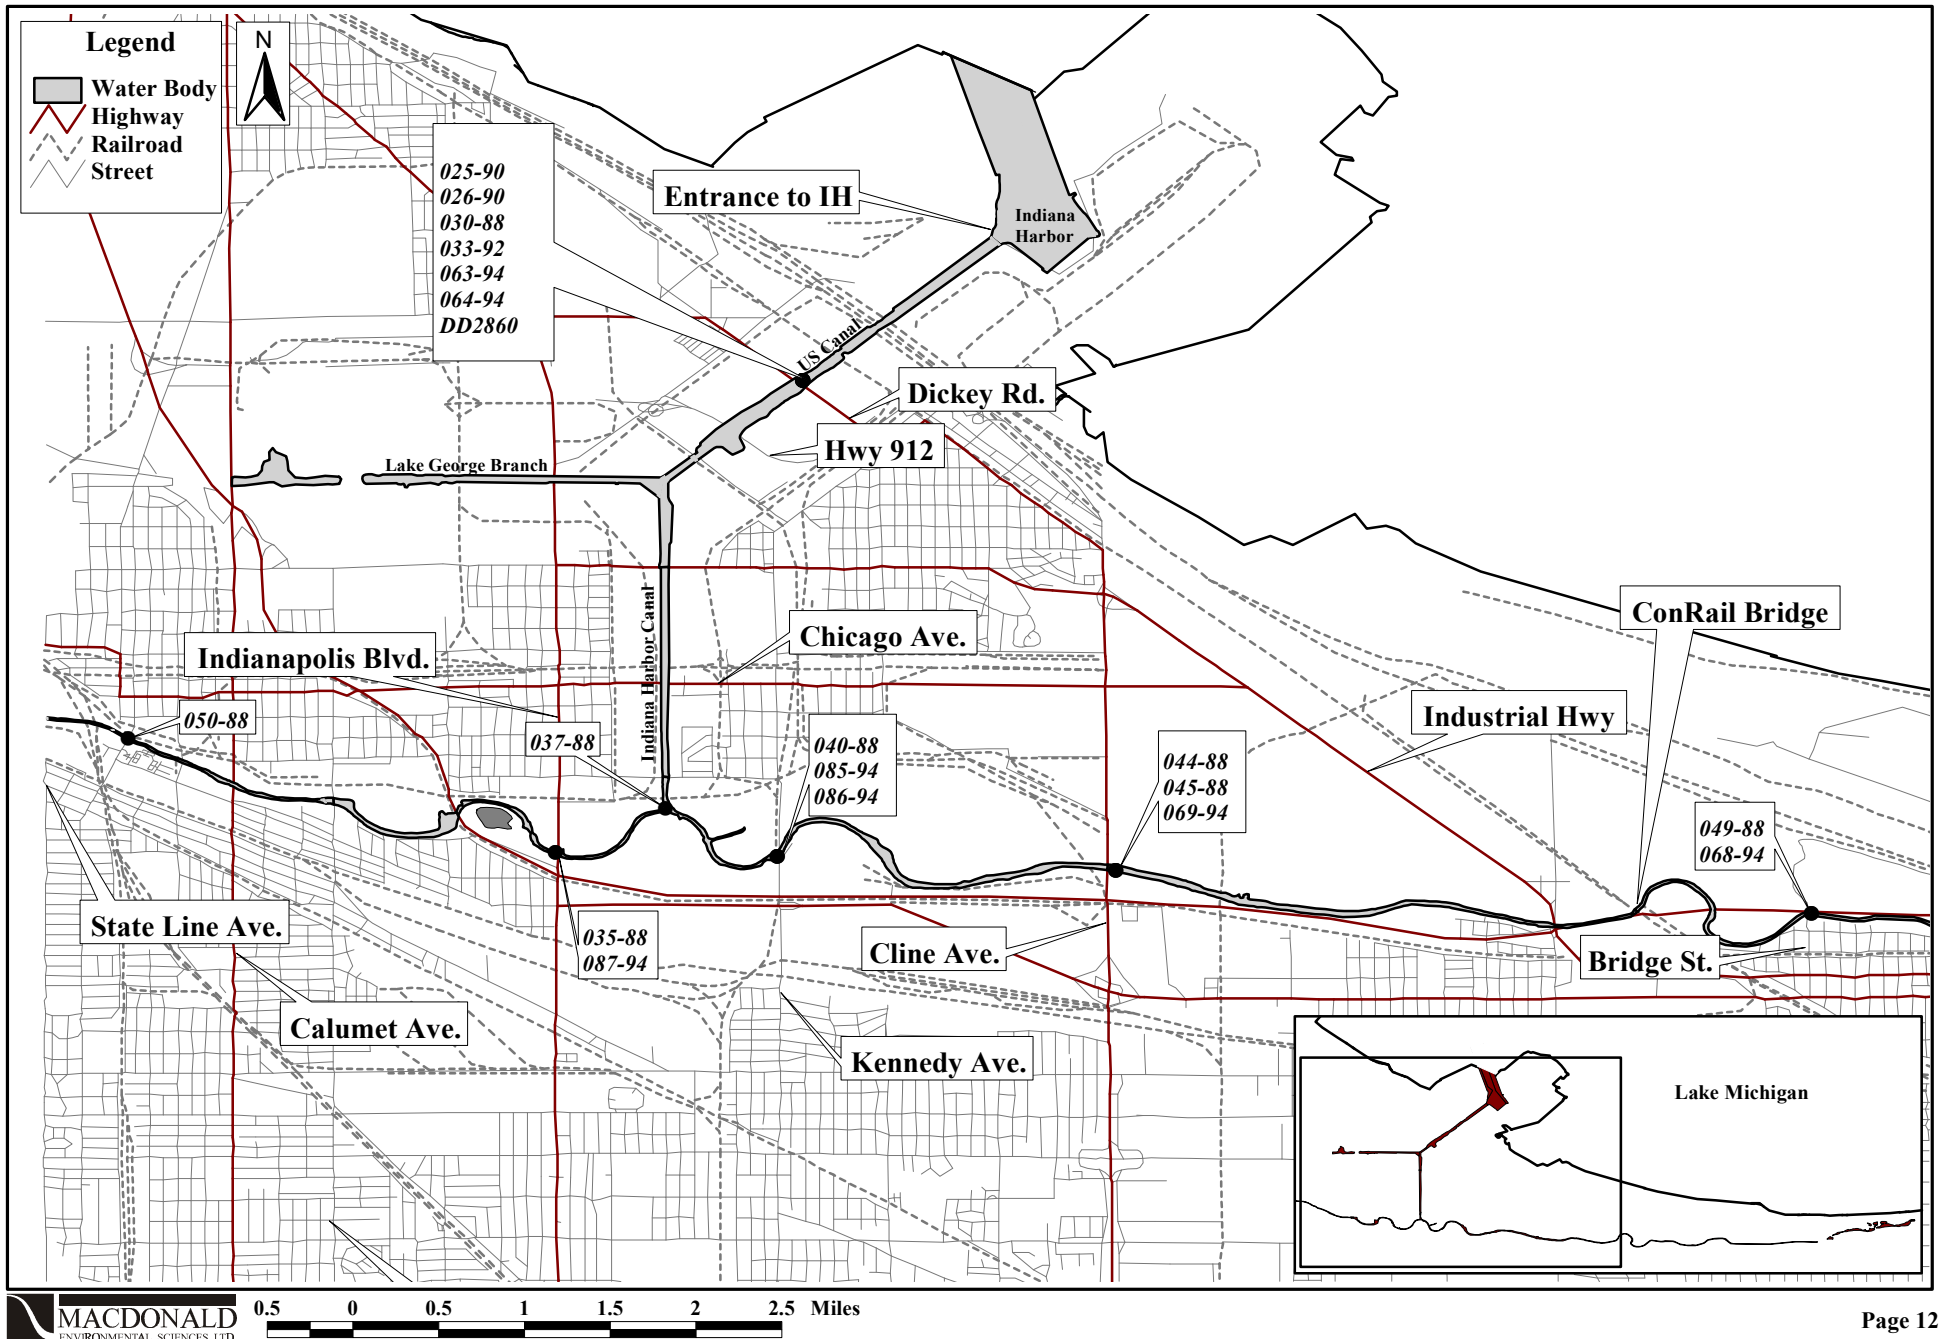 Legend
Water Body
Highway
Railroad
Street
N
025-90
026-90
030-88
033-92
063-94
064-94
DD2860
Entrance to IH
Indiana
Harbor
US Canal
Dickey Rd.
Hwy 912
Lake George Branch
Indiana Harbor Canal
Chicago Ave.
ConRail Bridge
Indianapolis Blvd.
Industrial Hwy
050-88
037-88
040-88
085-94
086-94
044-88
045-88
069-94
049-88
068-94
State Line Ave.
035-88
087-94
Cline Ave.
Bridge St.
Calumet Ave.
Kennedy Ave.
Lake Michigan
MACDONALD
ENVIRONMENTAL SCIENCES LTD
0.5 0 0.5 1 1.5 2 2.5 Miles
Page 12